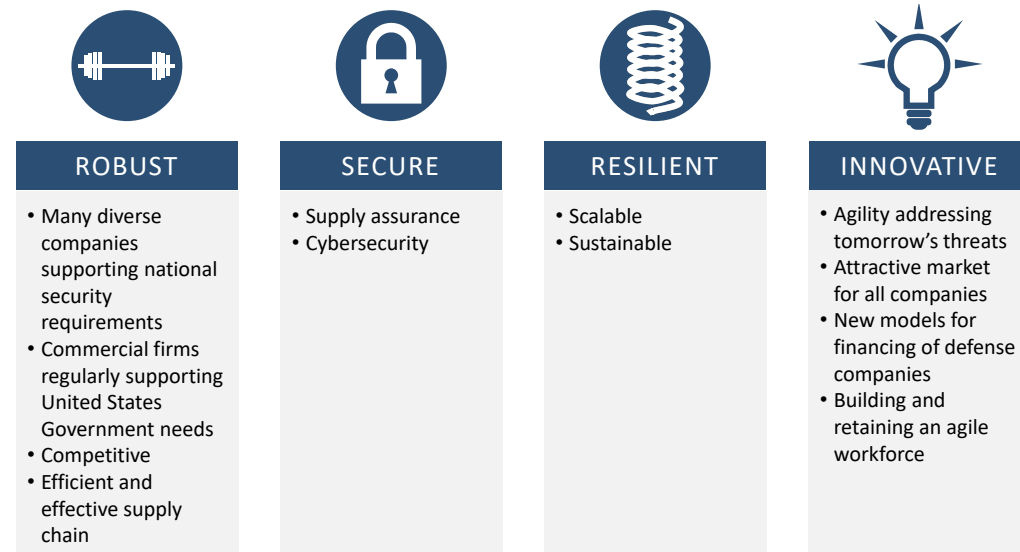 ROBUST
• Many diverse
companies
supporting national
security
requirements
• Commercial firms
regularly supporting
United States
Government needs
• Competitive
• Efficient and
effective supply
chain
SECURE
• Supply assurance
• Cybersecurity
RESILIENT
• Scalable
• Sustainable
INNOVATIVE
• Agility addressing
tomorrow’s threats
• Attractive market
for all companies
• New models for
financing of defense
companies
• Building and
retaining an agile
workforce